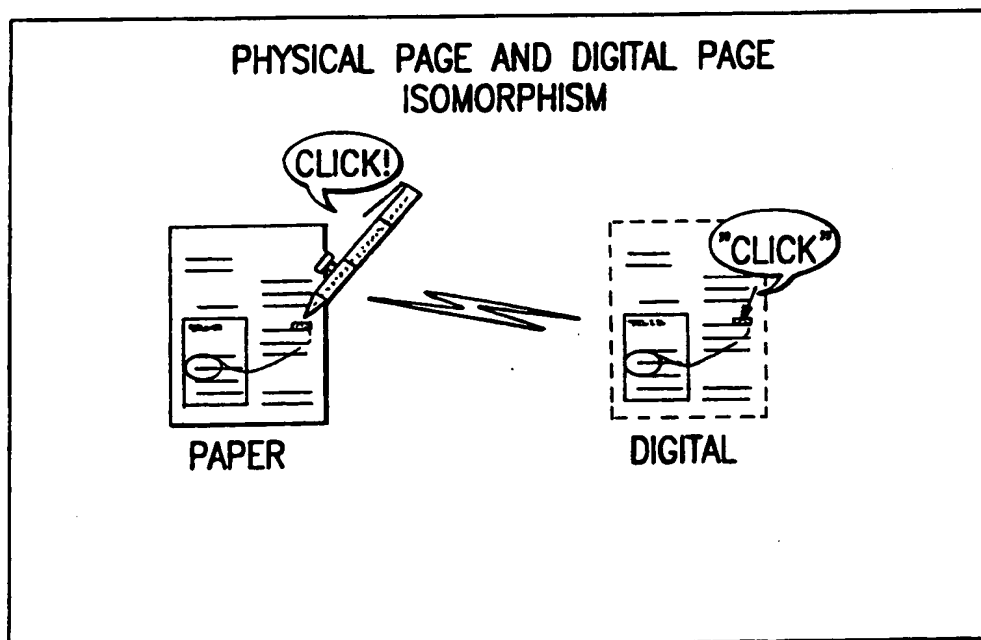 PHYSICAL PAGE AND DIGITAL PAGE
ISOMORPHISM
CLICK!
"CLICK"
PAPER
DIGITAL